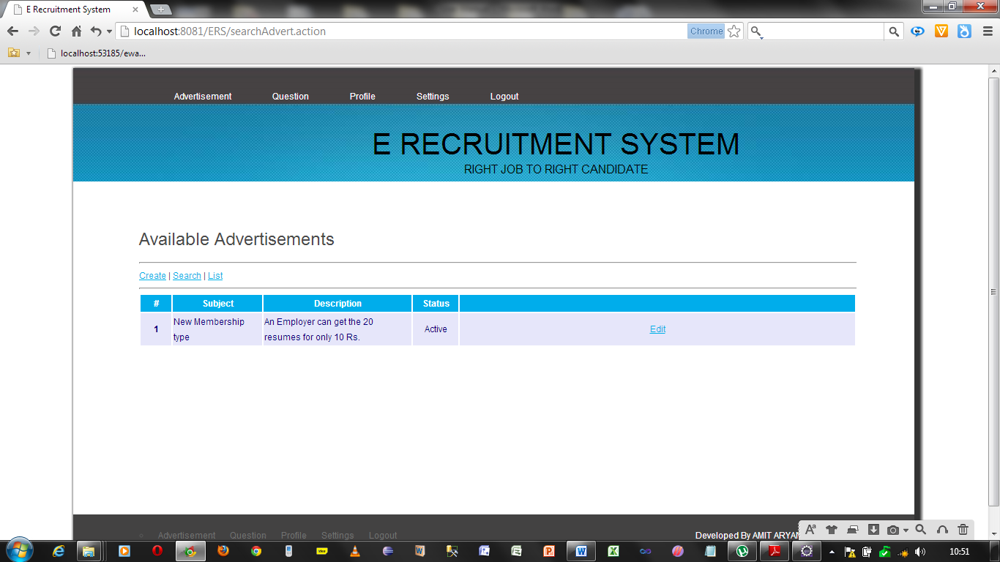 E Recruitment System
localhost:8081/ERS/searchAdvert.action
Chrome
localhost:53185/ewa...
Advertisement Question Profile Settings Logout
E RECRUITMENT SYSTEM
RIGHT JOB TO RIGHT CANDIDATE
Available Advertisements
Create | Search | List
# Subject Description Status
1 New Membership type An Employer can get the 20 resumes for only 10 Rs. Active Edit
Advertisement Question Profile Settings Logout
Developed By AMIT ARYAN
10:51